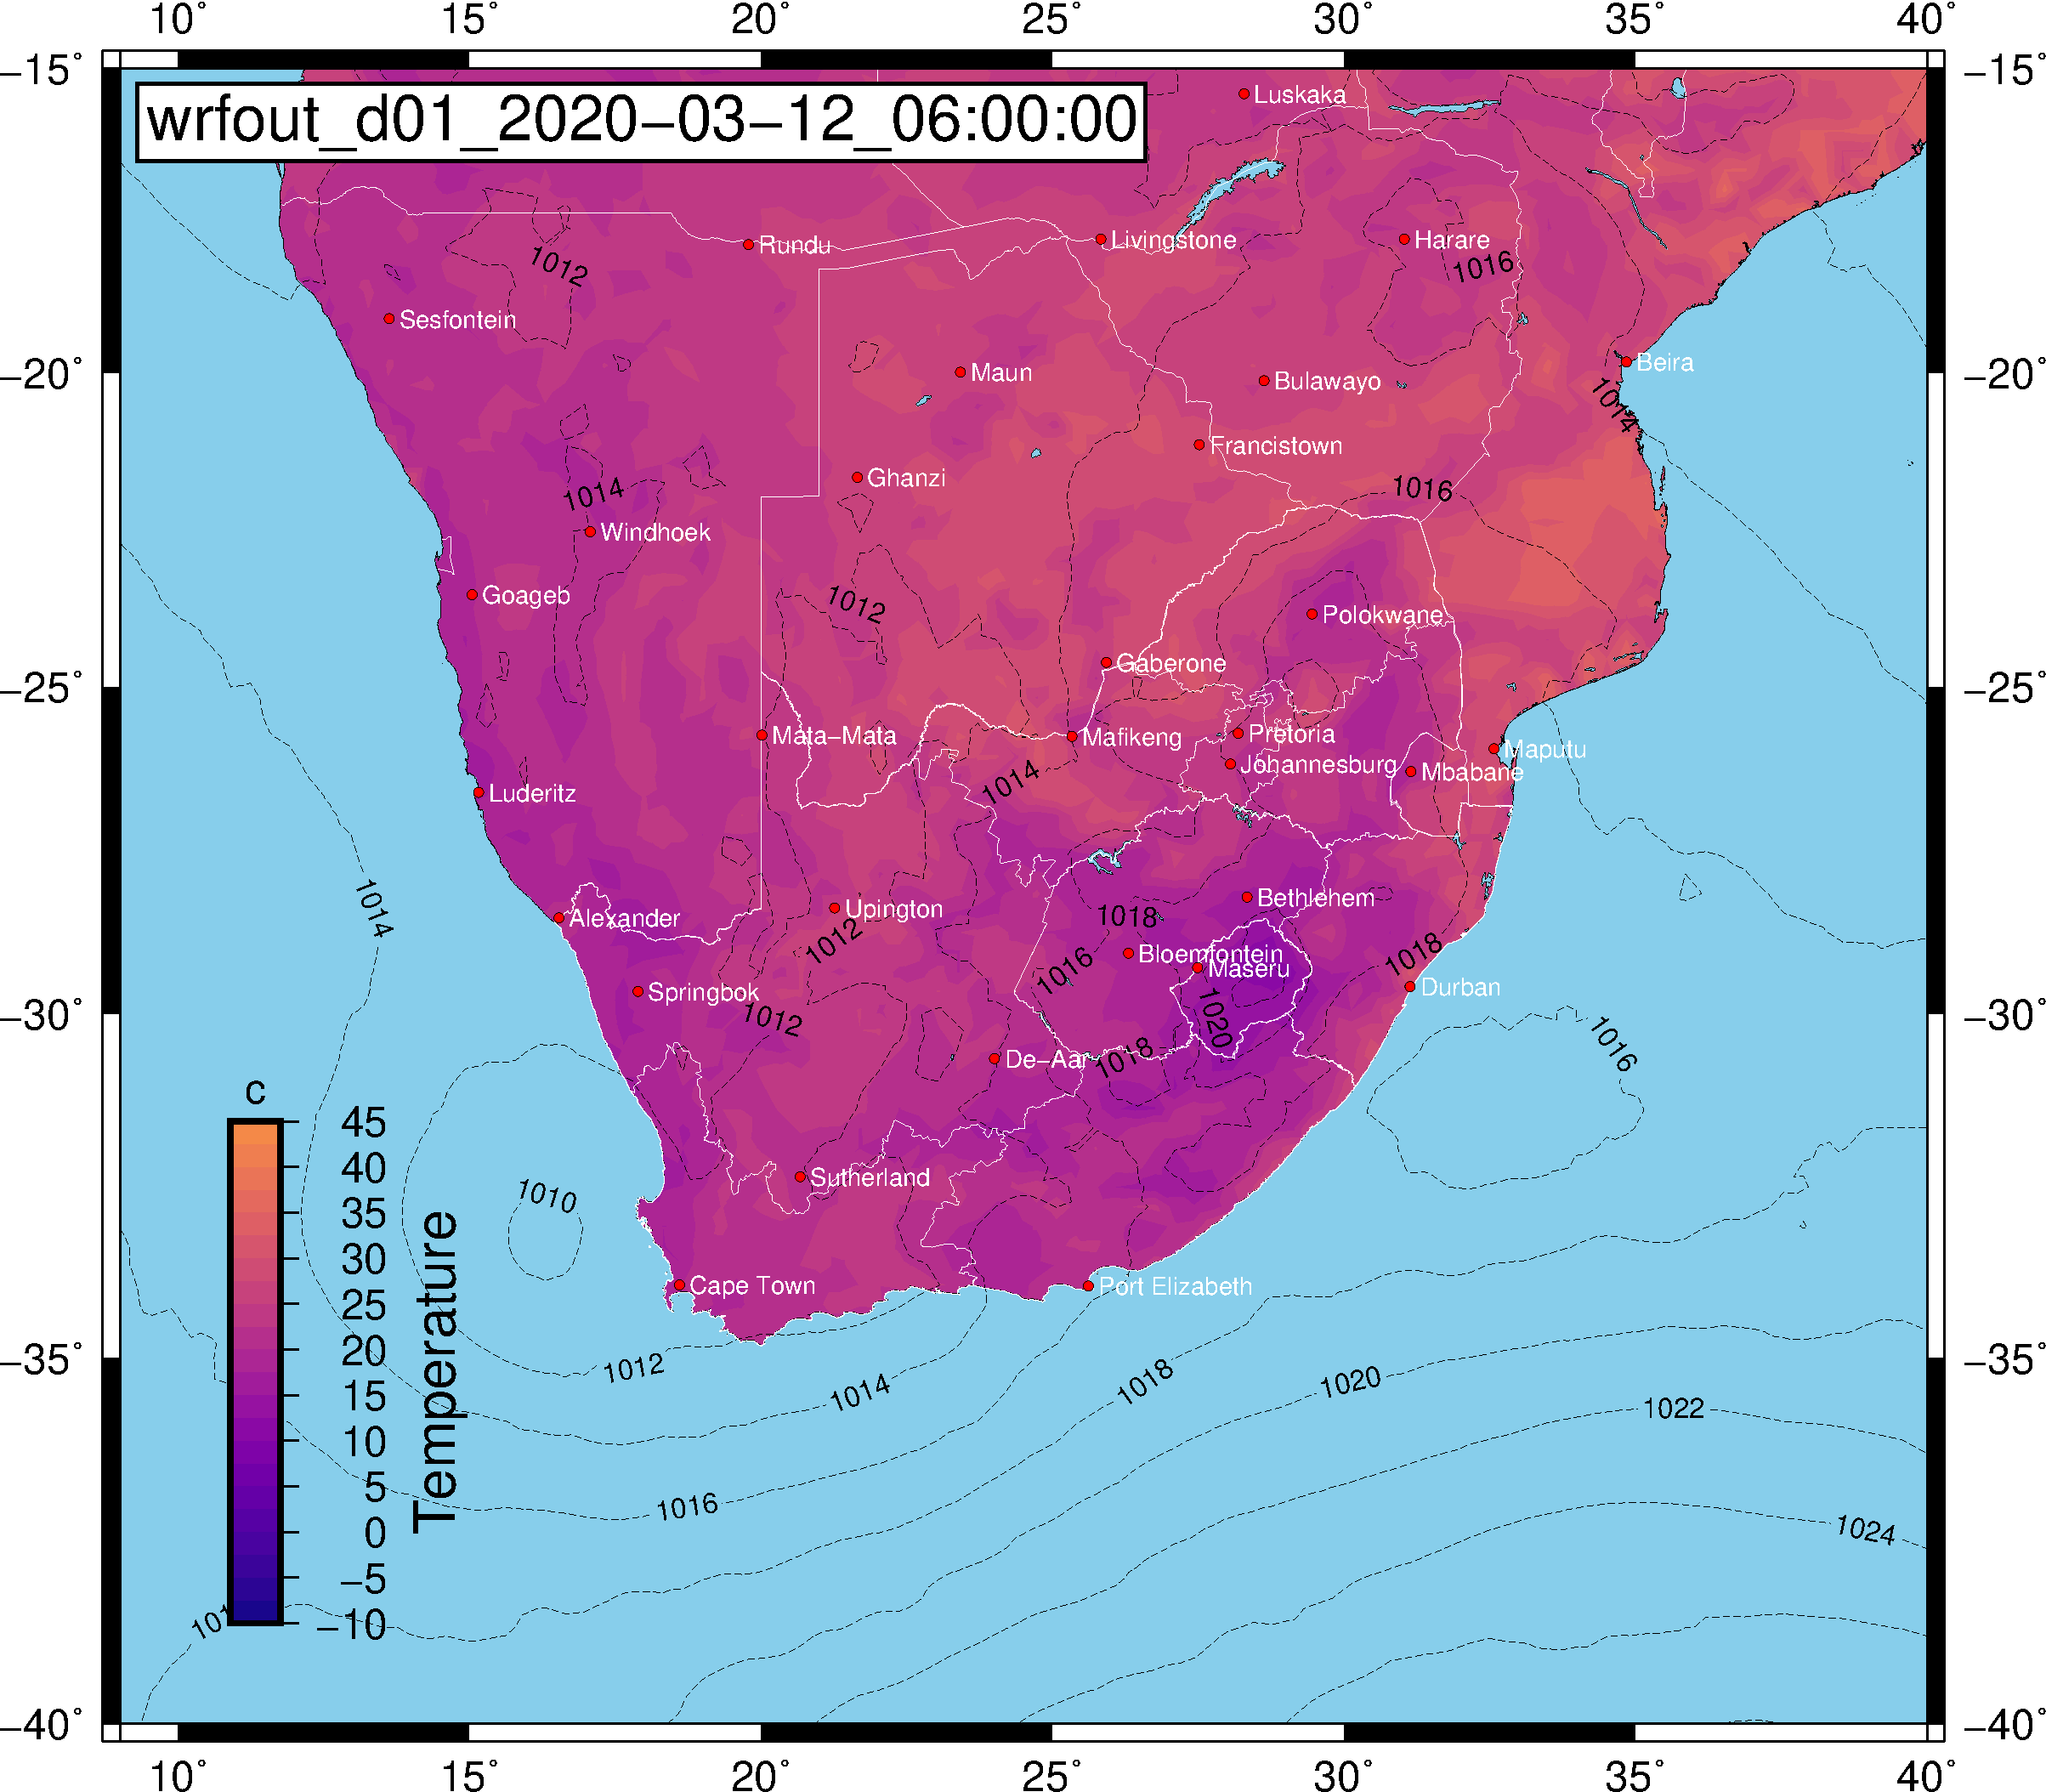 10° 15° 20° 25° 30° 35° 40°
−15° −15°
wrfout_d01_2020−03−12_06:00:00
Luskaka
Rundu
Livingstone
Harare
1012
1016
Sesfontein
Beira
−20° −20°
Maun
Bulawayo
1014
Francistown
Ghanzi
1014
1016
Windhoek
Goageb
1012
Polokwane
Gaberone
−25° −25°
Mata−Mata
Mafikeng
Pretoria
Maputu
Johannesburg
Mbabane
1014
Luderitz
Bethlehem
1014
Alexander
Upington
1018
1012
Bloemfontein
1018
1016
Maseru
Springbok
Durban
1012
1020
−30° −30°
1016
De−Aar
1018
c
Sutherland
1010
Cape Town
Port Elizabeth
45
40
35
30
25
20
15
10
5
0
−5
−10
Temperature
−35° −35°
1012
1014
1018
1020
1022
1016
1024
−40° −40°
10° 15° 20° 25° 30° 35° 40°